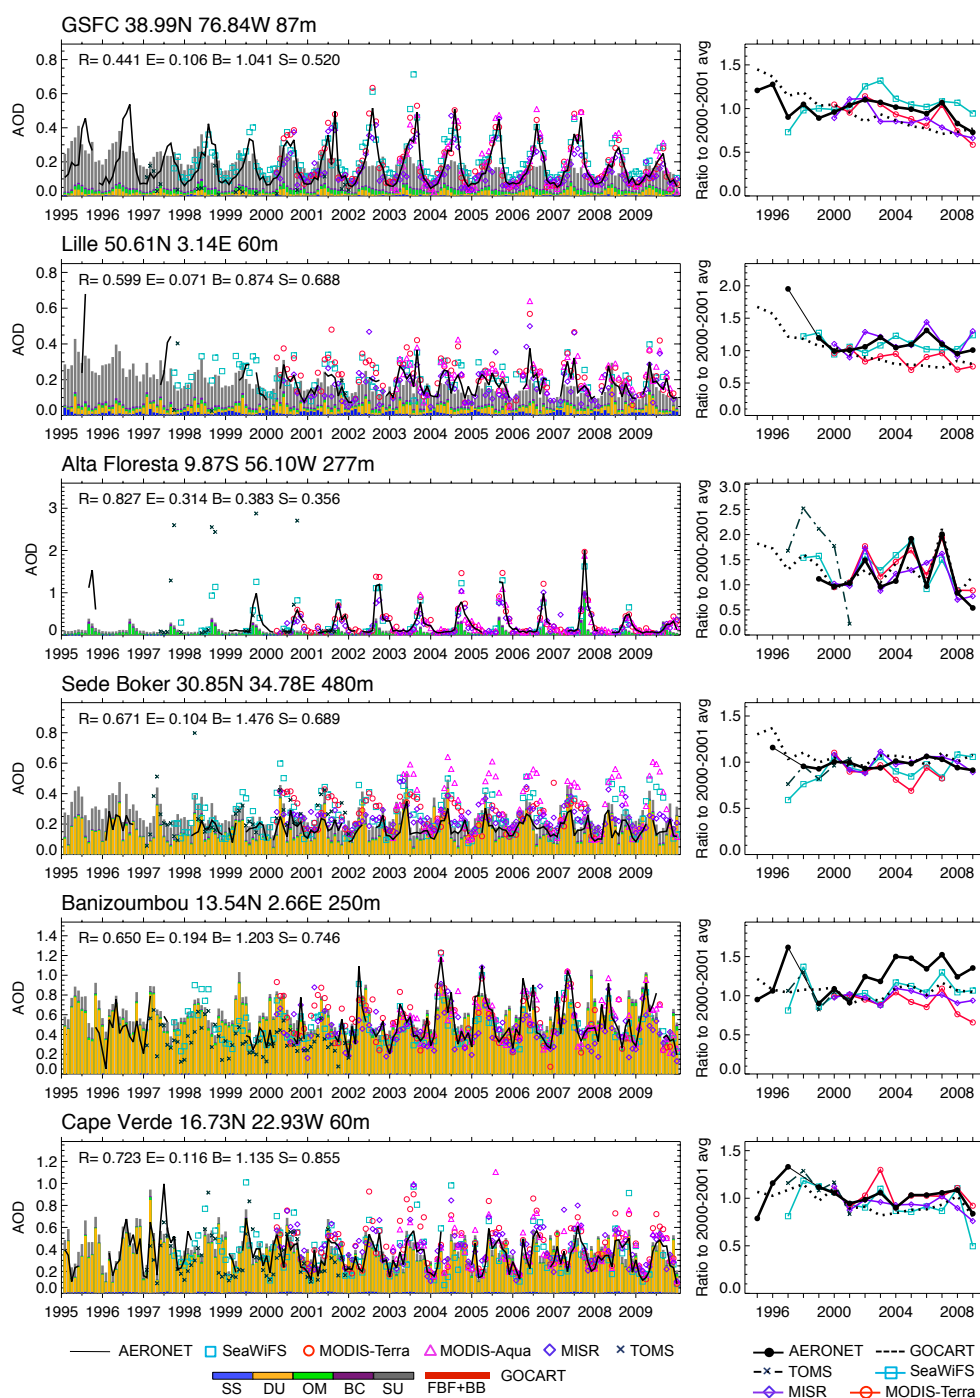 GSFC 38.99N 76.84W 87m
R= 0.441 E= 0.106 B= 1.041 S= 0.520
AOD
0.8
0.6
0.4
0.2
0.0
1995 1996 1997 1998 1999 2000 2001 2002 2003 2004 2005 2006 2007 2008 2009
Ratio to 2000-2001 avg
1.5
1.0
0.5
0.0
1996 2000 2004 2008
Lille 50.61N 3.14E 60m
R= 0.599 E= 0.071 B= 0.874 S= 0.688
AOD
0.8
0.6
0.4
0.2
0.0
1995 1996 1997 1998 1999 2000 2001 2002 2003 2004 2005 2006 2007 2008 2009
Ratio to 2000-2001 avg
2.0
1.5
1.0
0.5
0.0
1996 2000 2004 2008
Alta Floresta 9.87S 56.10W 277m
R= 0.827 E= 0.314 B= 0.383 S= 0.356
AOD
3
2
1
0
1995 1996 1997 1998 1999 2000 2001 2002 2003 2004 2005 2006 2007 2008 2009
Ratio to 2000-2001 avg
3.0
2.5
2.0
1.5
1.0
0.5
0.0
1996 2000 2004 2008
Sede Boker 30.85N 34.78E 480m
R= 0.671 E= 0.104 B= 1.476 S= 0.689
AOD
0.8
0.6
0.4
0.2
0.0
1995 1996 1997 1998 1999 2000 2001 2002 2003 2004 2005 2006 2007 2008 2009
Ratio to 2000-2001 avg
1.5
1.0
0.5
0.0
1996 2000 2004 2008
Banizoumbou 13.54N 2.66E 250m
R= 0.650 E= 0.194 B= 1.203 S= 0.746
AOD
1.4
1.2
1.0
0.8
0.6
0.4
0.2
0.0
1995 1996 1997 1998 1999 2000 2001 2002 2003 2004 2005 2006 2007 2008 2009
Ratio to 2000-2001 avg
1.5
1.0
0.5
0.0
1996 2000 2004 2008
Cape Verde 16.73N 22.93W 60m
R= 0.723 E= 0.116 B= 1.135 S= 0.855
AOD
1.2
1.0
0.8
0.6
0.4
0.2
0.0
1995 1996 1997 1998 1999 2000 2001 2002 2003 2004 2005 2006 2007 2008 2009
Ratio to 2000-2001 avg
1.5
1.0
0.5
0.0
1996 2000 2004 2008
AERONET SeaWiFS MODIS-Terra MODIS-Aqua MISR TOMS
GOCART
SS DU OM BC SU FBF+BB
AERONET GOCART
TOMS SeaWiFS
MISR MODIS-Terra